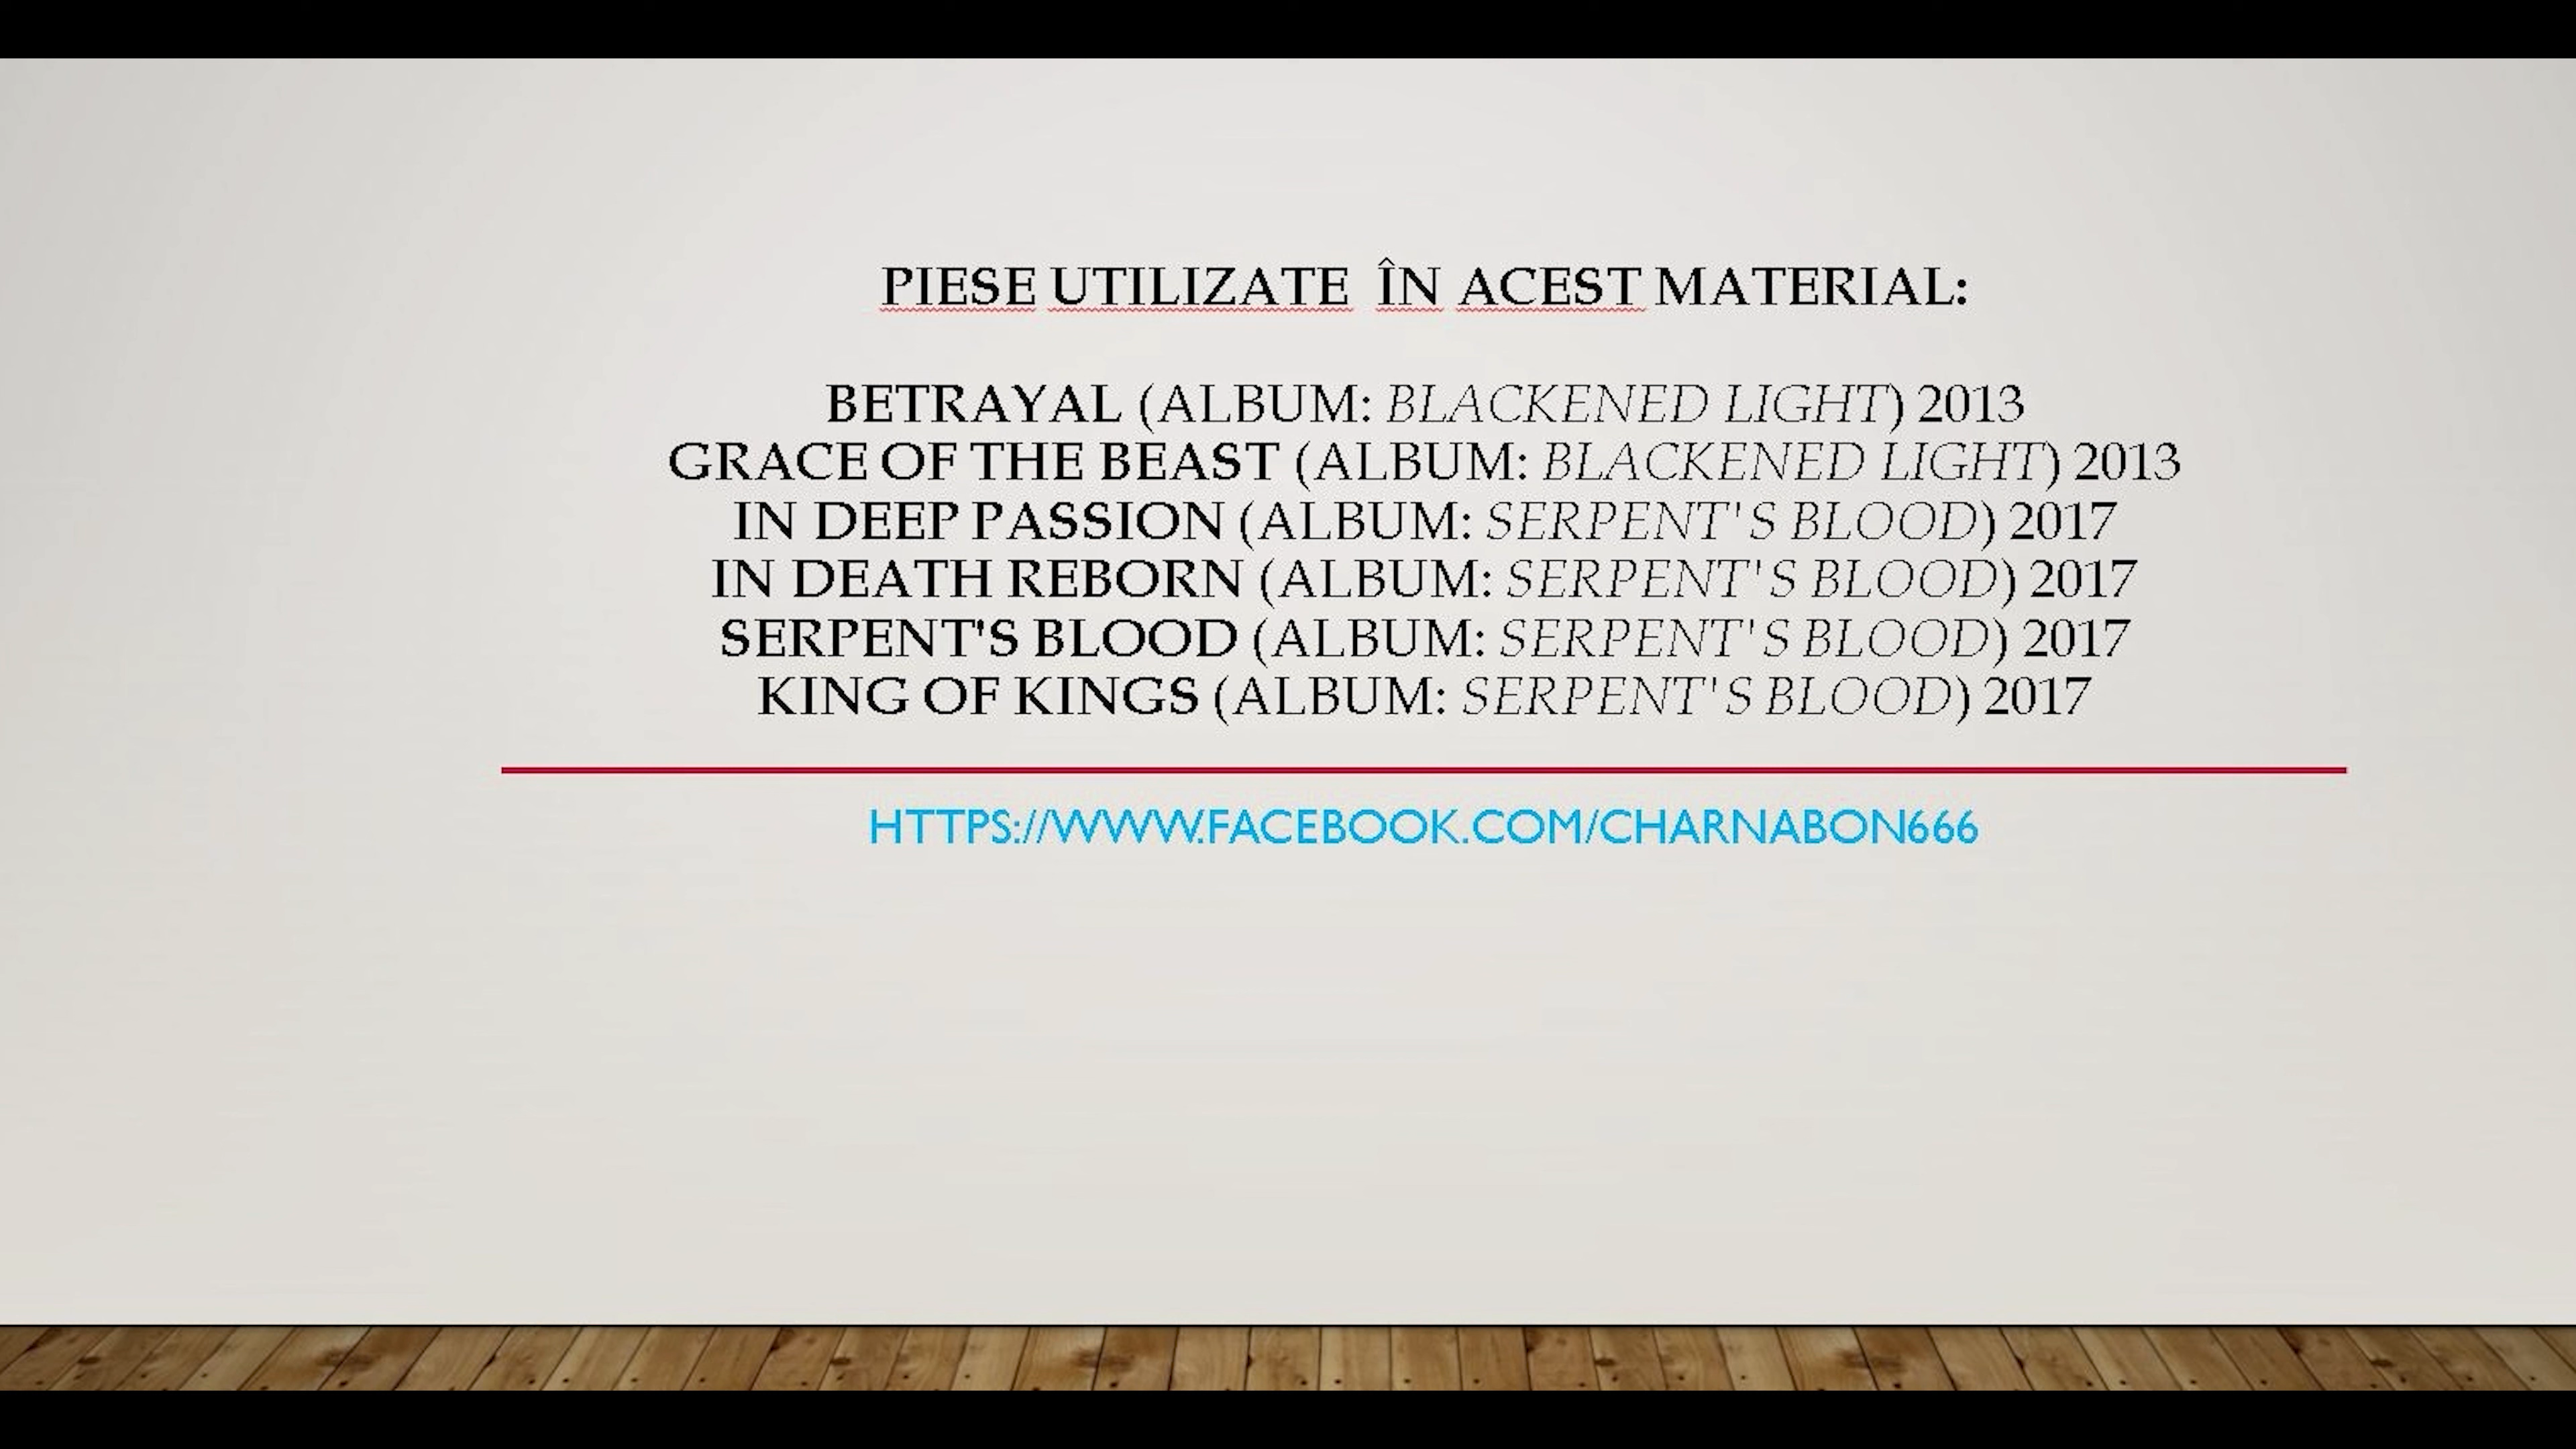 PIESE UTILIZATE ÎN ACEST MATERIAL:
BETRAYAL (ALBUM: BLACKENED LIGHT) 2013
GRACE OF THE BEAST (ALBUM: BLACKENED LIGHT) 2013
IN DEEP PASSION (ALBUM: SERPENT'S BLOOD) 2017
IN DEATH REBORN (ALBUM: SERPENT'S BLOOD) 2017
SERPENT'S BLOOD (ALBUM: SERPENT'S BLOOD) 2017
KING OF KINGS (ALBUM: SERPENT'S BLOOD) 2017
HTTPS://WWW.FACEBOOK.COM/CHARNABON666